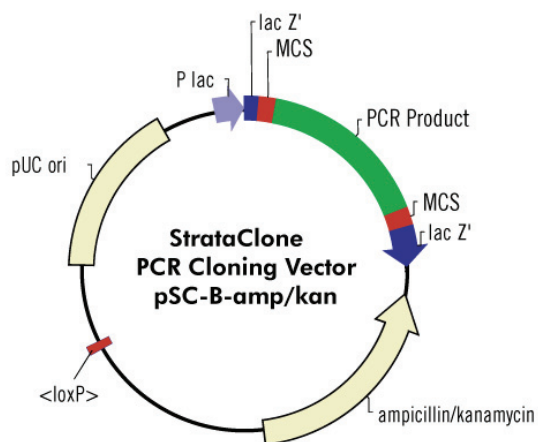 lac Z'
MCS
P lac
PCR Product
pUC ori
MCS
lac Z'
StrataClone
PCR Cloning Vector
pSC-B-amp/kan
<loxP>
ampicillin/kanamycin